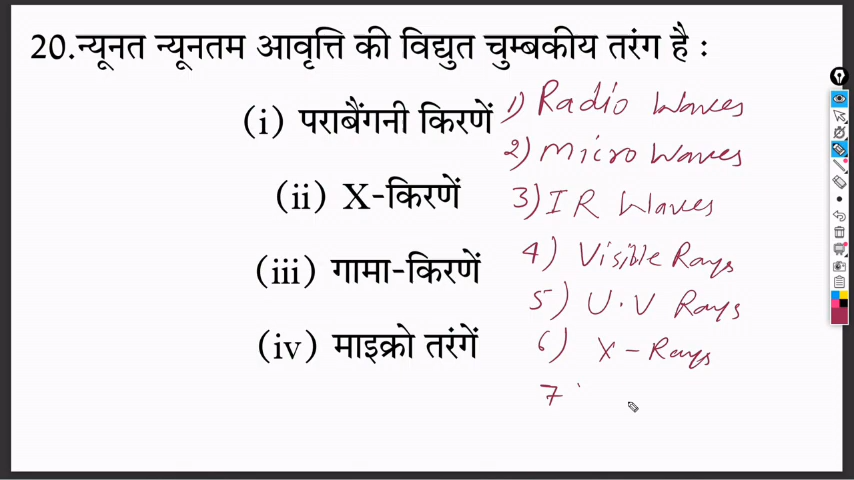 20.न्यूनत न्यूनतम आवृत्ति की विद्युत चुम्बकीय तरंग है :
(i) पराबैंगनी किरणें
(ii) X-किरणें
(iii) गामा-किरणें
(iv) माइक्रो तरंगें
1) Radio Waves
2) Micro Waves
3) IR Waves
4) Visible Rays
5) U.V Rays
6) X-Rays
7